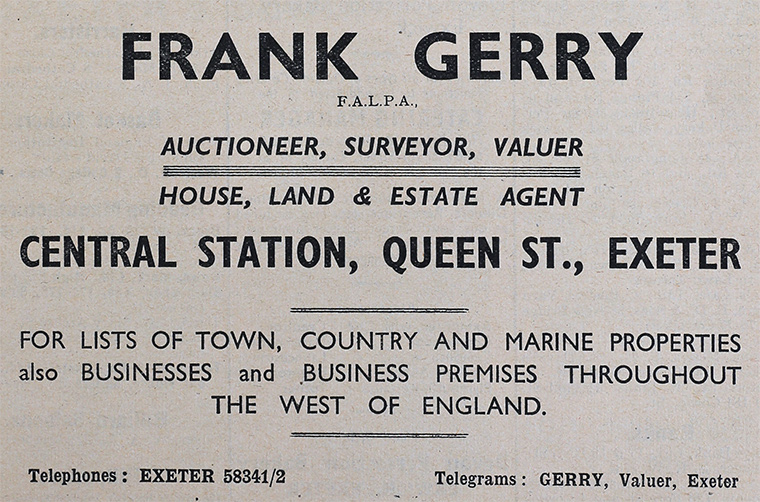 FRANK GERRY
F.A.L.P.A.,
AUCTIONEER, SURVEYOR, VALUER
HOUSE, LAND & ESTATE AGENT
CENTRAL STATION, QUEEN ST., EXETER
FOR LISTS OF TOWN, COUNTRY AND MARINE PROPERTIES
also BUSINESSES and BUSINESS PREMISES THROUGHOUT
THE WEST OF ENGLAND.
Telephones: EXETER 58341/2 Telegrams: GERRY, Valuer, Exeter